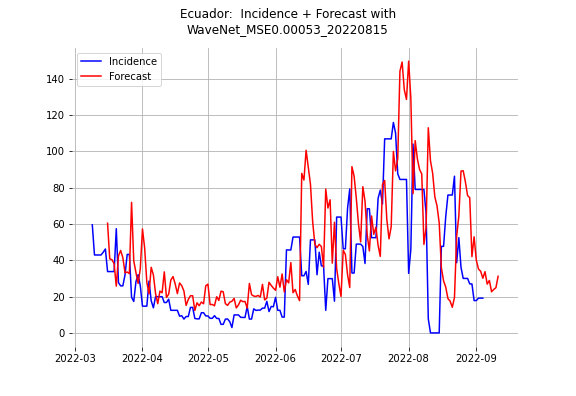 Ecuador:  Incidence + Forecast with
WaveNet_MSE0.00053_20220815
Incidence
Forecast
140
120
100
80
60
40
20
0
2022-03 2022-04 2022-05 2022-06 2022-07 2022-08 2022-09